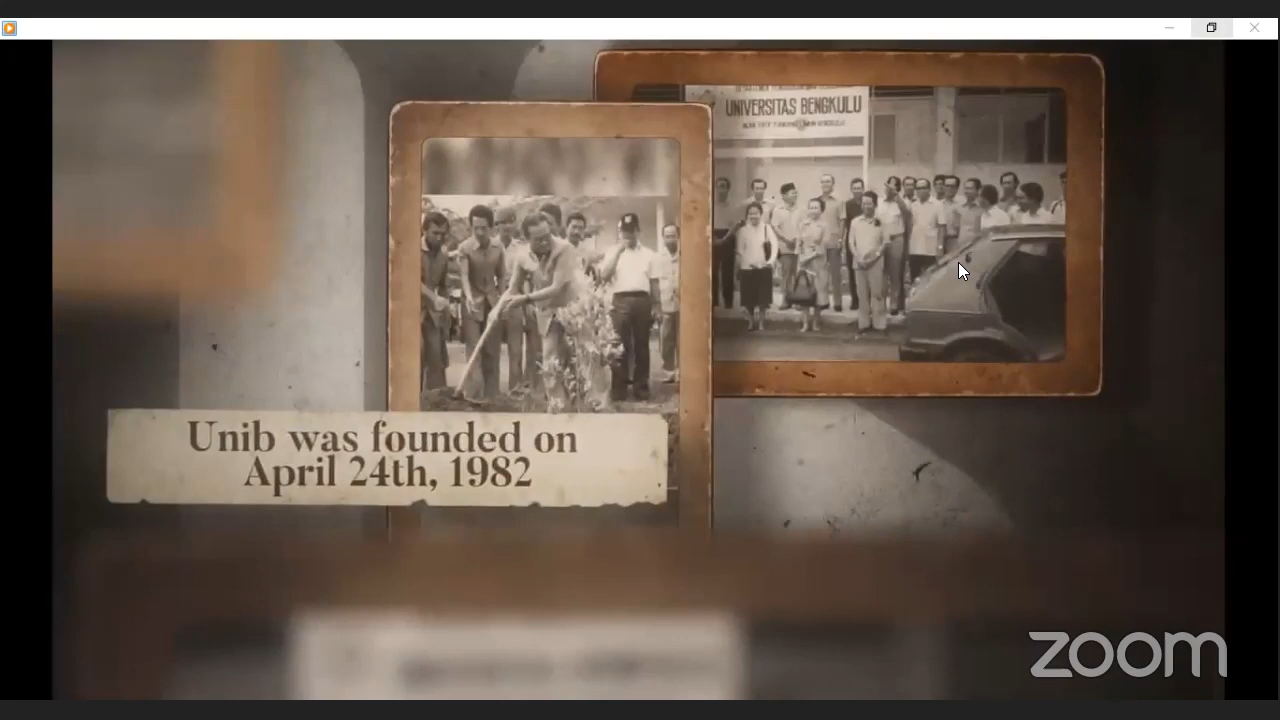 UNIVERSITAS BENGKULU
Unib was founded on
April 24th, 1982
zoom